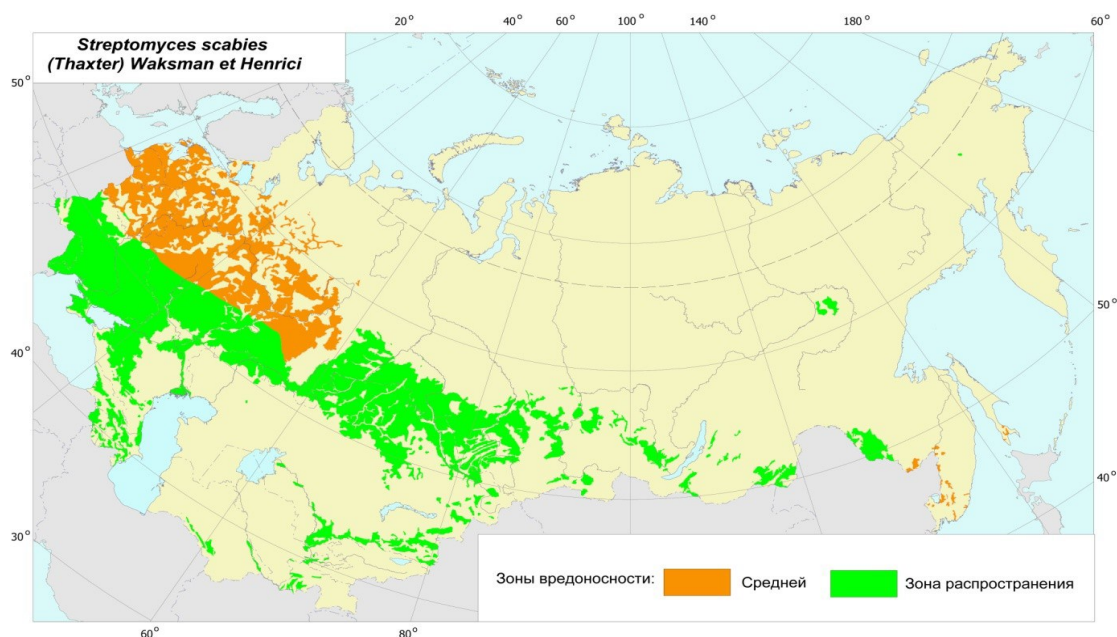 20° 40° 60° 100° 140° 180° 60°
Streptomyces scabies
(Thaxter) Waksman et Henrici
50°
50°
40°
40°
30°
Зоны вредоносности: Средней Зона распространения
60° 80°